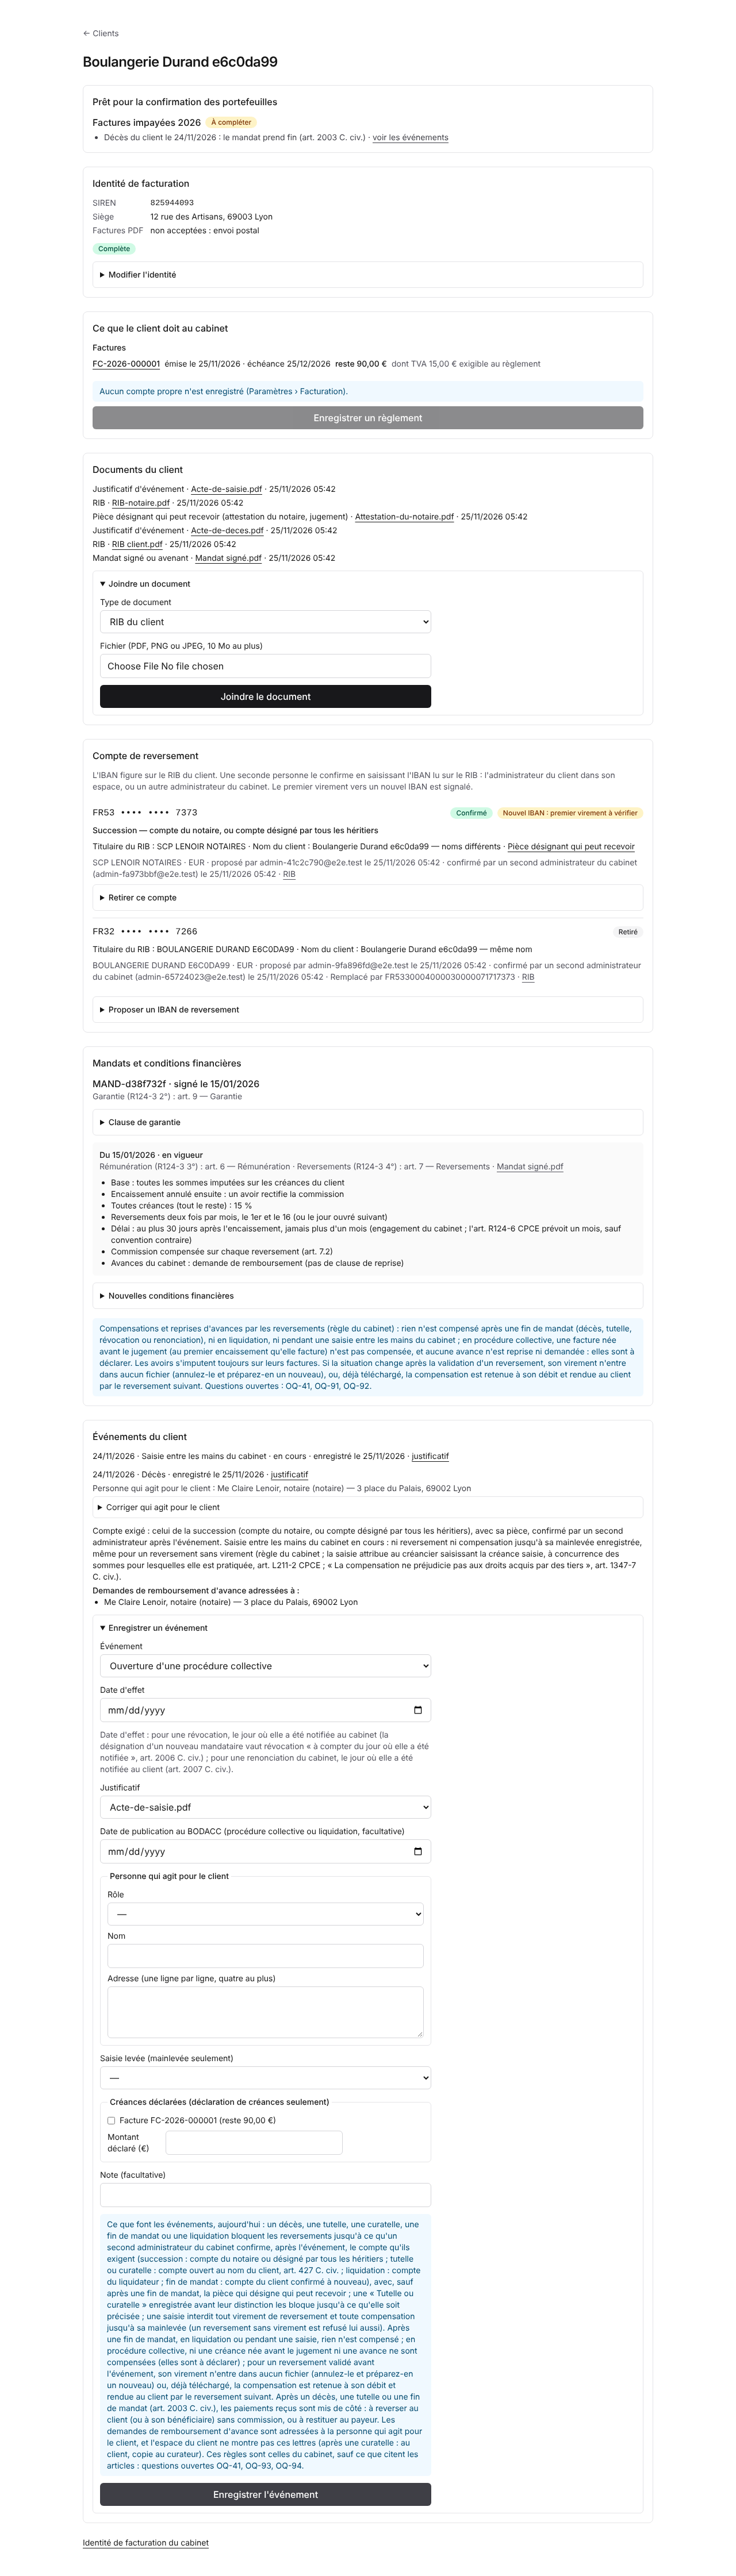 ← Clients
Boulangerie Durand e6c0da99
Prêt pour la confirmation des portefeuilles
Factures impayées 2026 À compléter
• Décès du client le 24/11/2026 : le mandat prend fin (art. 2003 C. civ.) · voir les événements
Identité de facturation
SIREN 825944093
Siège 12 rue des Artisans, 69003 Lyon
Factures PDF non acceptées : envoi postal
Complète
▶ Modifier l'identité
Ce que le client doit au cabinet
Factures
FC-2026-000001 émise le 25/11/2026 · échéance 25/12/2026 reste 90,00 € dont TVA 15,00 € exigible au règlement
Aucun compte propre n'est enregistré (Paramètres › Facturation).
Enregistrer un règlement
Documents du client
Justificatif d'événement · Acte-de-saisie.pdf · 25/11/2026 05:42
RIB · RIB-notaire.pdf · 25/11/2026 05:42
Pièce désignant qui peut recevoir (attestation du notaire, jugement) · Attestation-du-notaire.pdf · 25/11/2026 05:42
Justificatif d'événement · Acte-de-deces.pdf · 25/11/2026 05:42
RIB · RIB client.pdf · 25/11/2026 05:42
Mandat signé ou avenant · Mandat signé.pdf · 25/11/2026 05:42
▼ Joindre un document
Type de document
RIB du client
Fichier (PDF, PNG ou JPEG, 10 Mo au plus)
Choose File No file chosen
Joindre le document
Compte de reversement
L'IBAN figure sur le RIB du client. Une seconde personne le confirme en saisissant l'IBAN lu sur le RIB : l'administrateur du client dans son
espace, ou un autre administrateur du cabinet. Le premier virement vers un nouvel IBAN est signalé.
FR53 •••• •••• 7373 Confirmé Nouvel IBAN : premier virement à vérifier
Succession — compte du notaire, ou compte désigné par tous les héritiers
Titulaire du RIB : SCP LENOIR NOTAIRES · Nom du client : Boulangerie Durand e6c0da99 — noms différents · Pièce désignant qui peut recevoir
SCP LENOIR NOTAIRES · EUR · proposé par admin-41c2c790@e2e.test le 25/11/2026 05:42 · confirmé par un second administrateur du cabinet
(admin-fa973bbf@e2e.test) le 25/11/2026 05:42 · RIB
▶ Retirer ce compte
FR32 •••• •••• 7266 Retiré
Titulaire du RIB : BOULANGERIE DURAND E6C0DA99 · Nom du client : Boulangerie Durand e6c0da99 — même nom
BOULANGERIE DURAND E6C0DA99 · EUR · proposé par admin-9fa896fd@e2e.test le 25/11/2026 05:42 · confirmé par un second administrateur
du cabinet (admin-65724023@e2e.test) le 25/11/2026 05:42 · Remplacé par FR5330004000030000071717373 · RIB
▶ Proposer un IBAN de reversement
Mandats et conditions financières
MAND-d38f732f · signé le 15/01/2026
Garantie (R124-3 2°) : art. 9 — Garantie
▶ Clause de garantie
Du 15/01/2026 · en vigueur
Rémunération (R124-3 3°) : art. 6 — Rémunération · Reversements (R124-3 4°) : art. 7 — Reversements · Mandat signé.pdf
• Base : toutes les sommes imputées sur les créances du client
• Encaissement annulé ensuite : un avoir rectifie la commission
• Toutes créances (tout le reste) : 15 %
• Reversements deux fois par mois, le 1er et le 16 (ou le jour ouvré suivant)
• Délai : au plus 30 jours après l'encaissement, jamais plus d'un mois (engagement du cabinet ; l'art. R124-6 CPCE prévoit un mois, sauf
convention contraire)
• Commission compensée sur chaque reversement (art. 7.2)
• Avances du cabinet : demande de remboursement (pas de clause de reprise)
▶ Nouvelles conditions financières
Compensations et reprises d'avances par les reversements (règle du cabinet) : rien n'est compensé après une fin de mandat (décès, tutelle,
révocation ou renonciation), ni en liquidation, ni pendant une saisie entre les mains du cabinet ; en procédure collective, une facture née
avant le jugement (au premier encaissement qu'elle facture) n'est pas compensée, et aucune avance n'est reprise ni demandée : elles sont à
déclarer. Les avoirs s'imputent toujours sur leurs factures. Si la situation change après la validation d'un reversement, son virement n'entre
dans aucun fichier (annulez-le et préparez-en un nouveau), ou, déjà téléchargé, la compensation est retenue à son débit et rendue au client
par le reversement suivant. Questions ouvertes : OQ-41, OQ-91, OQ-92.
Événements du client
24/11/2026 · Saisie entre les mains du cabinet · en cours · enregistré le 25/11/2026 · justificatif
24/11/2026 · Décès · enregistré le 25/11/2026 · justificatif
Personne qui agit pour le client : Me Claire Lenoir, notaire (notaire) — 3 place du Palais, 69002 Lyon
▶ Corriger qui agit pour le client
Compte exigé : celui de la succession (compte du notaire, ou compte désigné par tous les héritiers), avec sa pièce, confirmé par un second
administrateur après l'événement. Saisie entre les mains du cabinet en cours : ni reversement ni compensation jusqu'à sa mainlevée enregistrée,
même pour un reversement sans virement (règle du cabinet ; la saisie attribue au créancier saisissant la créance saisie, à concurrence des
sommes pour lesquelles elle est pratiquée, art. L211-2 CPCE ; « La compensation ne préjudicie pas aux droits acquis par des tiers », art. 1347-7
C. civ.).
Demandes de remboursement d'avance adressées à :
• Me Claire Lenoir, notaire (notaire) — 3 place du Palais, 69002 Lyon
▼ Enregistrer un événement
Événement
Ouverture d'une procédure collective
Date d'effet
mm/dd/yyyy
Date d'effet : pour une révocation, le jour où elle a été notifiée au cabinet (la
désignation d'un nouveau mandataire vaut révocation « à compter du jour où elle a été
notifiée », art. 2006 C. civ.) ; pour une renonciation du cabinet, le jour où elle a été
notifiée au client (art. 2007 C. civ.).
Justificatif
Acte-de-saisie.pdf
Date de publication au BODACC (procédure collective ou liquidation, facultative)
mm/dd/yyyy
Personne qui agit pour le client
Rôle
—
Nom
Adresse (une ligne par ligne, quatre au plus)
Saisie levée (mainlevée seulement)
—
Créances déclarées (déclaration de créances seulement)
Facture FC-2026-000001 (reste 90,00 €)
Montant
déclaré (€)
Note (facultative)
Ce que font les événements, aujourd'hui : un décès, une tutelle, une curatelle, une
fin de mandat ou une liquidation bloquent les reversements jusqu'à ce qu'un
second administrateur du cabinet confirme, après l'événement, le compte qu'ils
exigent (succession : compte du notaire ou désigné par tous les héritiers ; tutelle
ou curatelle : compte ouvert au nom du client, art. 427 C. civ. ; liquidation : compte
du liquidateur ; fin de mandat : compte du client confirmé à nouveau), avec, sauf
après une fin de mandat, la pièce qui désigne qui peut recevoir ; une « Tutelle ou
curatelle » enregistrée avant leur distinction les bloque jusqu'à ce qu'elle soit
précisée ; une saisie interdit tout virement de reversement et toute compensation
jusqu'à sa mainlevée (un reversement sans virement est refusé lui aussi). Après
une fin de mandat, en liquidation ou pendant une saisie, rien n'est compensé ; en
procédure collective, ni une créance née avant le jugement ni une avance ne sont
compensées (elles sont à déclarer) ; pour un reversement validé avant
l'événement, son virement n'entre dans aucun fichier (annulez-le et préparez-en
un nouveau) ou, déjà téléchargé, la compensation est retenue à son débit et
rendue au client par le reversement suivant. Après un décès, une tutelle ou une fin
de mandat (art. 2003 C. civ.), les paiements reçus sont mis de côté : à reverser au
client (ou à son bénéficiaire) sans commission, ou à restituer au payeur. Les
demandes de remboursement d'avance sont adressées à la personne qui agit pour
le client, et l'espace du client ne montre pas ces lettres (après une curatelle : au
client, copie au curateur). Ces règles sont celles du cabinet, sauf ce que citent les
articles : questions ouvertes OQ-41, OQ-93, OQ-94.
Enregistrer l'événement
Identité de facturation du cabinet